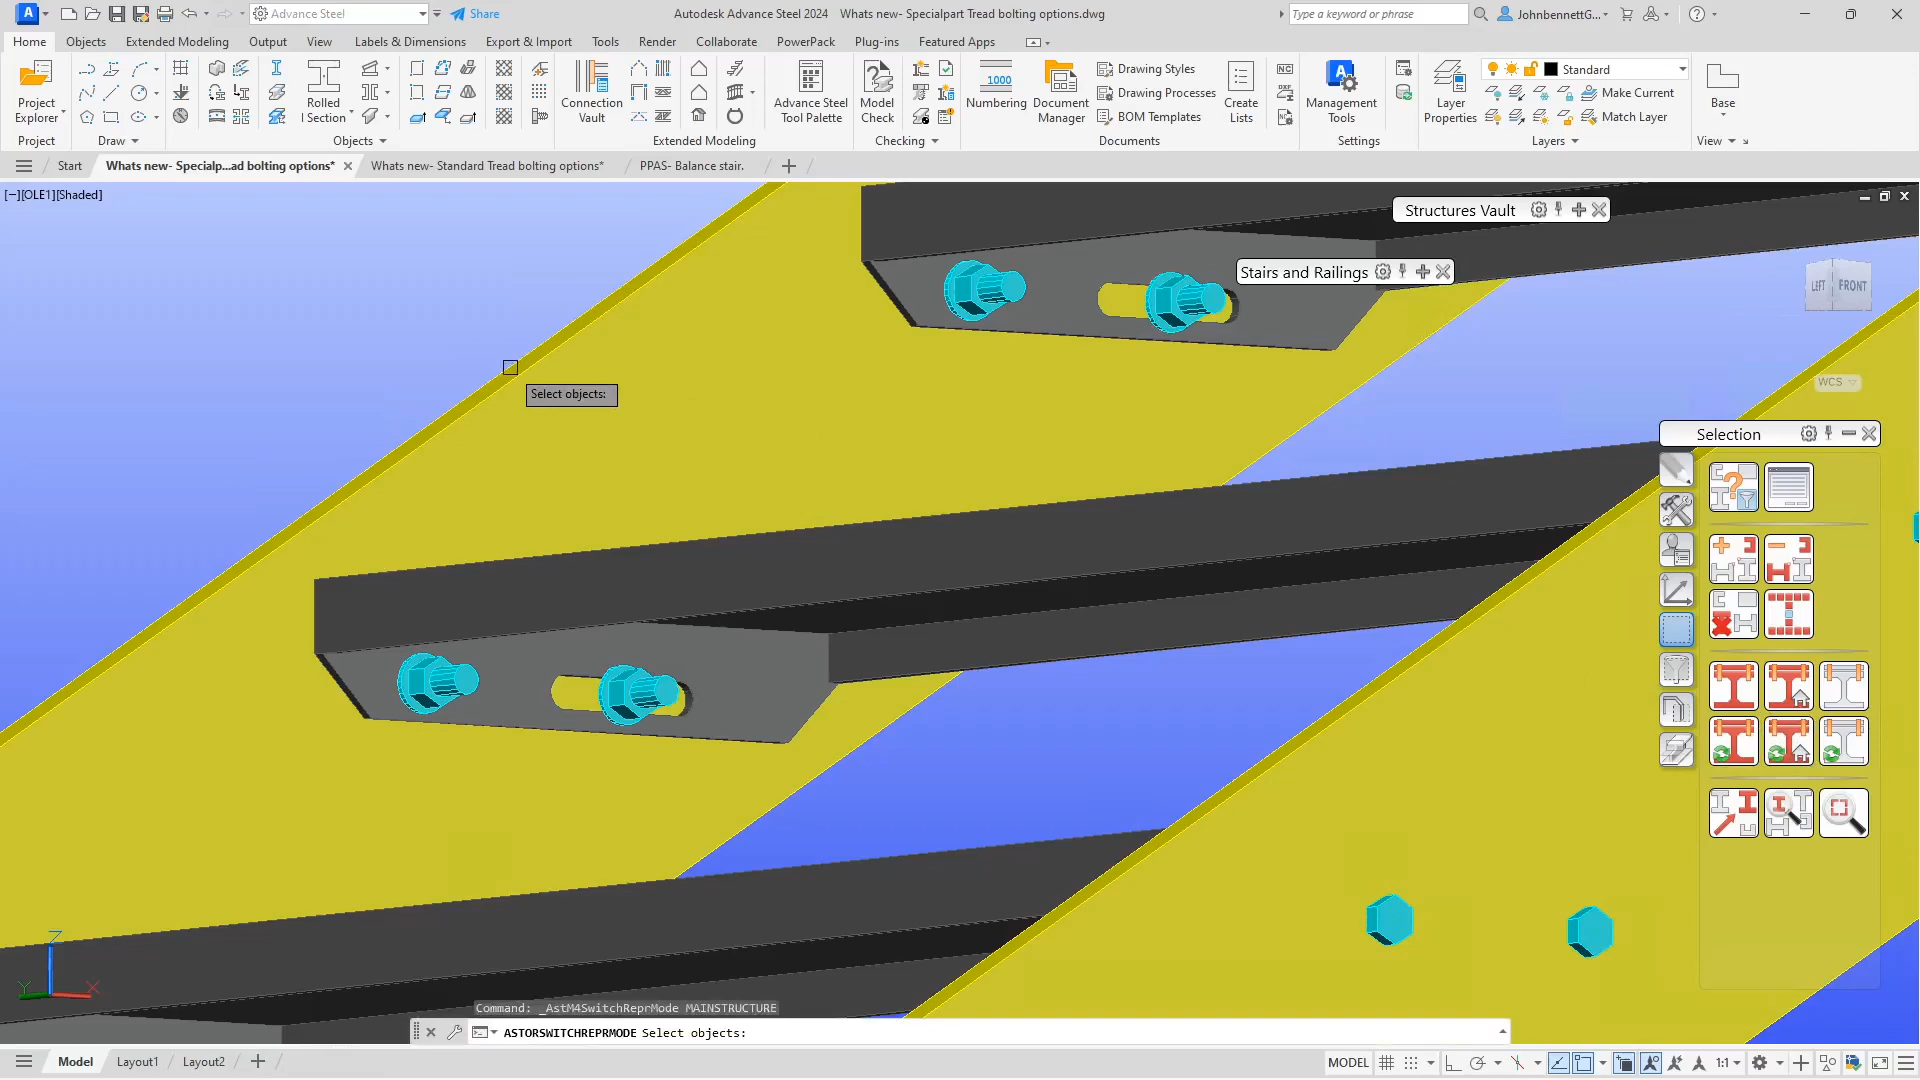 A
Advance Steel
Share
Autodesk Advance Steel 2024 Whats new- Specialpart Tread bolting options.dwg
Type a keyword or phrase
JohnbennettG...
Home Objects Extended Modeling Output View Labels & Dimensions Export & Import Tools Render Collaborate PowerPack Plug-ins Featured Apps
Project Explorer
Rolled I Section
Connection Vault
Advance Steel Tool Palette
Model Check
1000
Numbering
Document Manager
Drawing Styles
Drawing Processes
BOM Templates
Create Lists
NC
DXF
NC
A
Management Tools
Layer Properties
Standard
Make Current
Match Layer
Base
Project Draw Objects Extended Modeling Checking Documents Settings Layers View
Start Whats new- Specialp...ad bolting options* Whats new- Standard Tread bolting options* PPAS- Balance stair.
[−][OLE1][Shaded]
Structures Vault
Stairs and Railings
LEFT FRONT
Select objects:
WCS
Selection
Z
Y X
Command: _AstM4SwitchReprMode MAINSTRUCTURE
ASTORSWITCHREPRMODE Select objects:
Model Layout1 Layout2
MODEL 1:1